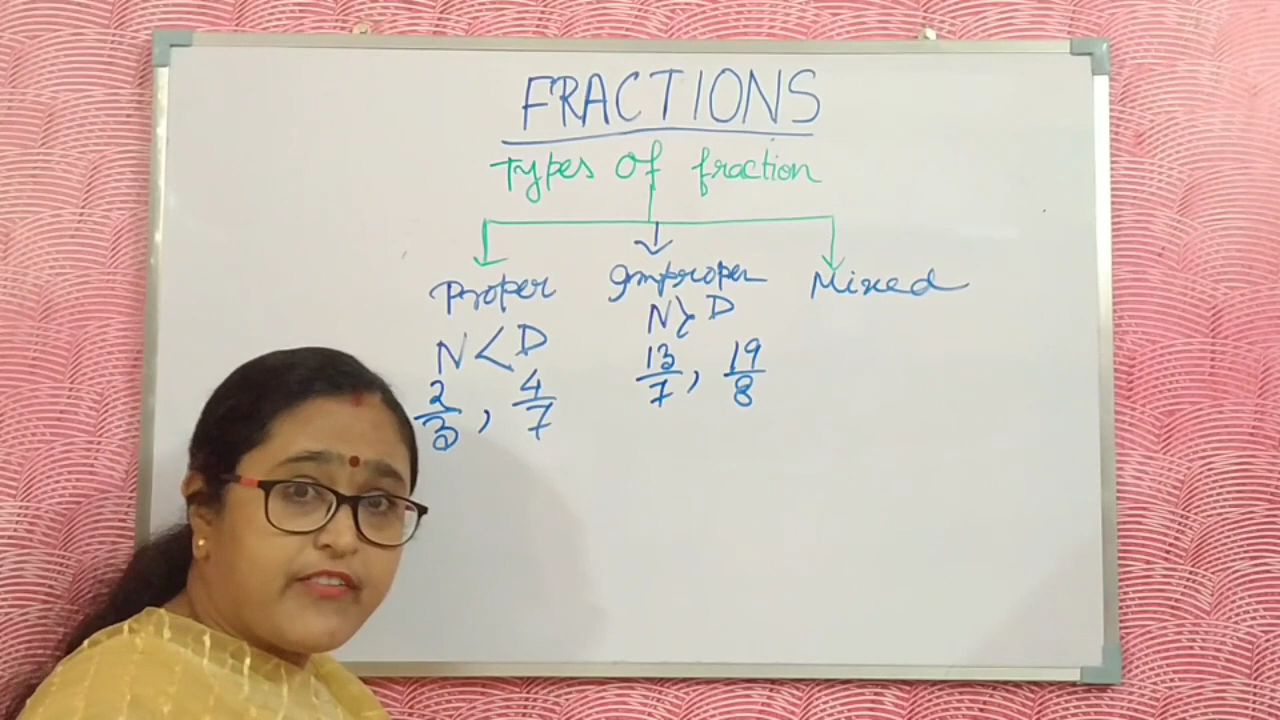 FRACTIONS
Types of fraction
Proper Improper Mixed
N < D N > D
2/3, 4/7 13/7, 19/8